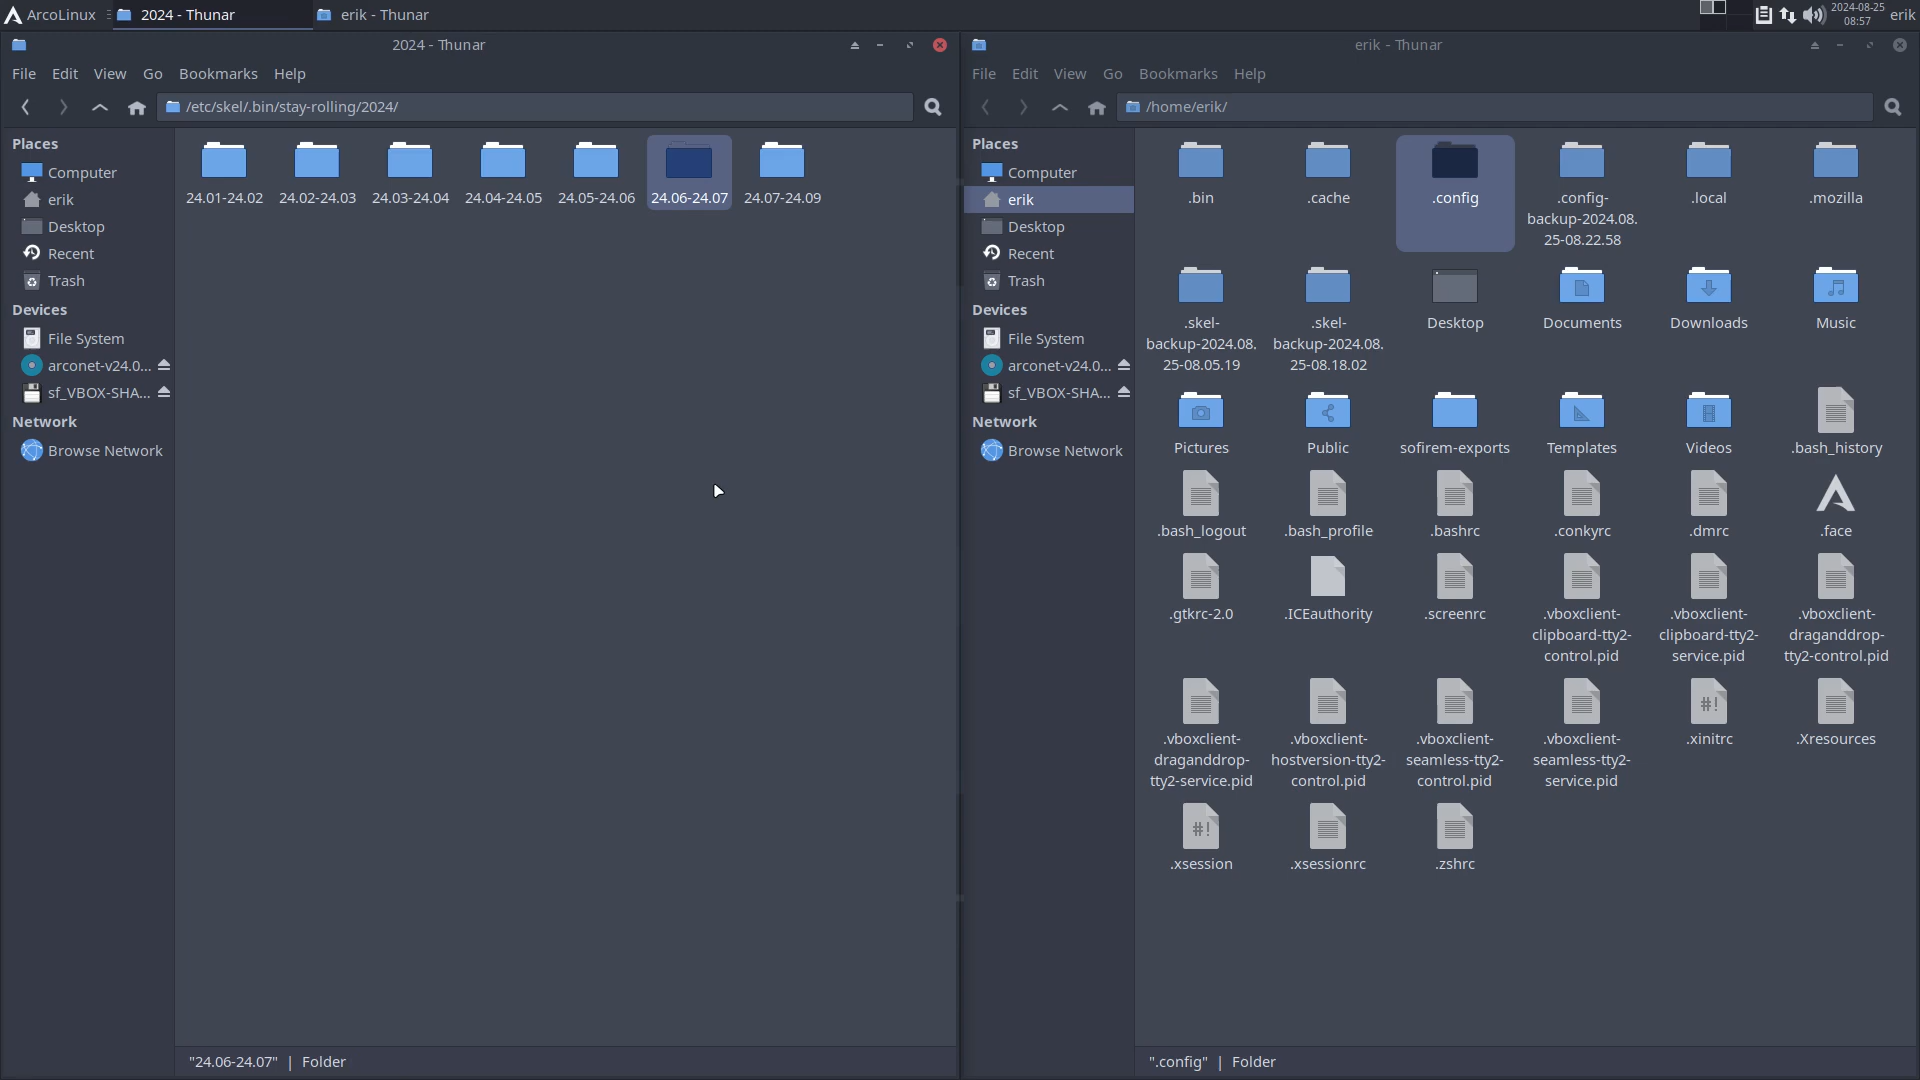 ArcoLinux
2024 - Thunar
erik - Thunar
2024-08-25
08:57
erik
2024 - Thunar
File Edit View Go Bookmarks Help
/etc/skel/.bin/stay-rolling/2024/
Places
Computer
erik
Desktop
Recent
Trash
Devices
File System
arconet-v24.0...
sf_VBOX-SHA...
Network
Browse Network
24.01-24.02
24.02-24.03
24.03-24.04
24.04-24.05
24.05-24.06
24.06-24.07
24.07-24.09
"24.06-24.07" | Folder
erik - Thunar
File Edit View Go Bookmarks Help
/home/erik/
Places
Computer
erik
Desktop
Recent
Trash
Devices
File System
arconet-v24.0...
sf_VBOX-SHA...
Network
Browse Network
.bin
.cache
.config
.config-
backup-2024.08.
25-08.22.58
.local
.mozilla
.skel-
backup-2024.08.
25-08.05.19
.skel-
backup-2024.08.
25-08.18.02
Desktop
Documents
Downloads
Music
Pictures
Public
sofirem-exports
Templates
Videos
.bash_history
.bash_logout
.bash_profile
.bashrc
.conkyrc
.dmrc
.face
.gtkrc-2.0
.ICEauthority
.screenrc
.vboxclient-
clipboard-tty2-
control.pid
.vboxclient-
clipboard-tty2-
service.pid
.vboxclient-
draganddrop-
tty2-control.pid
.vboxclient-
draganddrop-
tty2-service.pid
.vboxclient-
hostversion-tty2-
control.pid
.vboxclient-
seamless-tty2-
control.pid
.vboxclient-
seamless-tty2-
service.pid
#!
.xinitrc
.Xresources
#!
.xsession
.xsessionrc
.zshrc
".config" | Folder